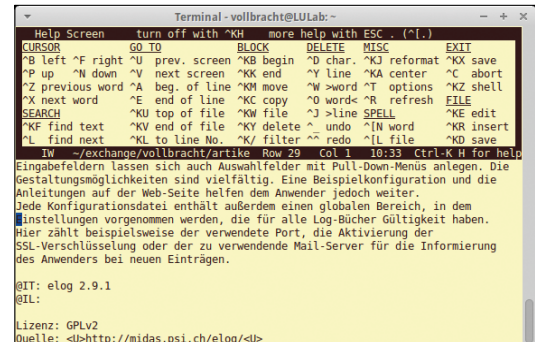 Terminal - vollbracht@LULab: ~
Help Screen turn off with ^KH more help with ESC . (^[.)
CURSOR GO TO BLOCK DELETE MISC EXIT
^B left ^F right ^U prev. screen ^KB begin ^D char. ^KJ reformat ^KX save
^P up ^N down ^V next screen ^KK end ^Y line ^KA center ^C abort
^Z previous word ^A beg. of line ^KM move ^W >word ^T options ^KZ shell
^X next word ^E end of line ^KC copy ^O word< ^R refresh FILE
SEARCH ^KU top of file ^KW file ^J >line SPELL ^KE edit
^KF find text ^KV end of file ^KY delete ^_ undo ^[N word ^KR insert
^L find next ^KL to line No. ^K/ filter ^^ redo ^[L file ^KD save
IW ~/exchange/vollbracht/artike Row 29 Col 1 10:33 Ctrl-K H for help
Eingabefeldern lassen sich auch Auswahlfelder mit Pull-Down-Menüs anlegen. Die
Gestaltungsmöglichkeiten sind vielfältig. Eine Beispielkonfiguration und die
Anleitungen auf der Web-Seite helfen dem Anwender jedoch weiter.
Jede Konfigurationsdatei enthält außerdem einen globalen Bereich, in dem
Einstellungen vorgenommen werden, die für alle Log-Bücher Gültigkeit haben.
Hier zählt beispielsweise der verwendete Port, die Aktivierung der
SSL-Verschlüsselung oder der zu verwendende Mail-Server für die Informierung
des Anwenders bei neuen Einträgen.
@IT: elog 2.9.1
@IL:
Lizenz: GPLv2
Quelle: <U>http://midas.psi.ch/elog/<U>